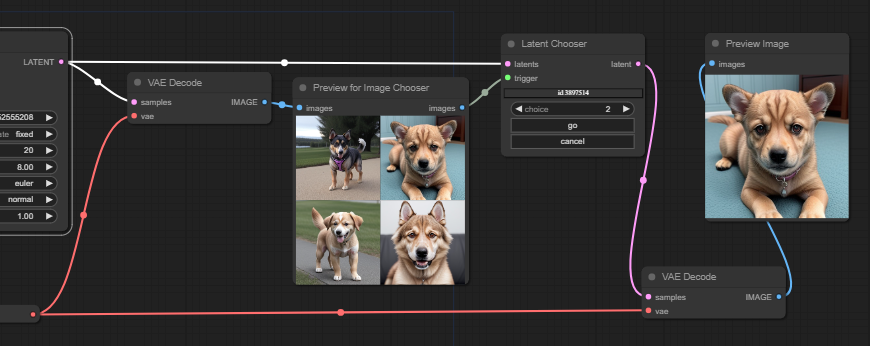 LATENT
52555208
ate fixed
20
8.00
euler
normal
1.00
VAE Decode
samples IMAGE
vae
Preview for Image Chooser
images images
Latent Chooser
latents latent
trigger
id:3897514
choice 2
go
cancel
Preview Image
images
VAE Decode
samples IMAGE
vae